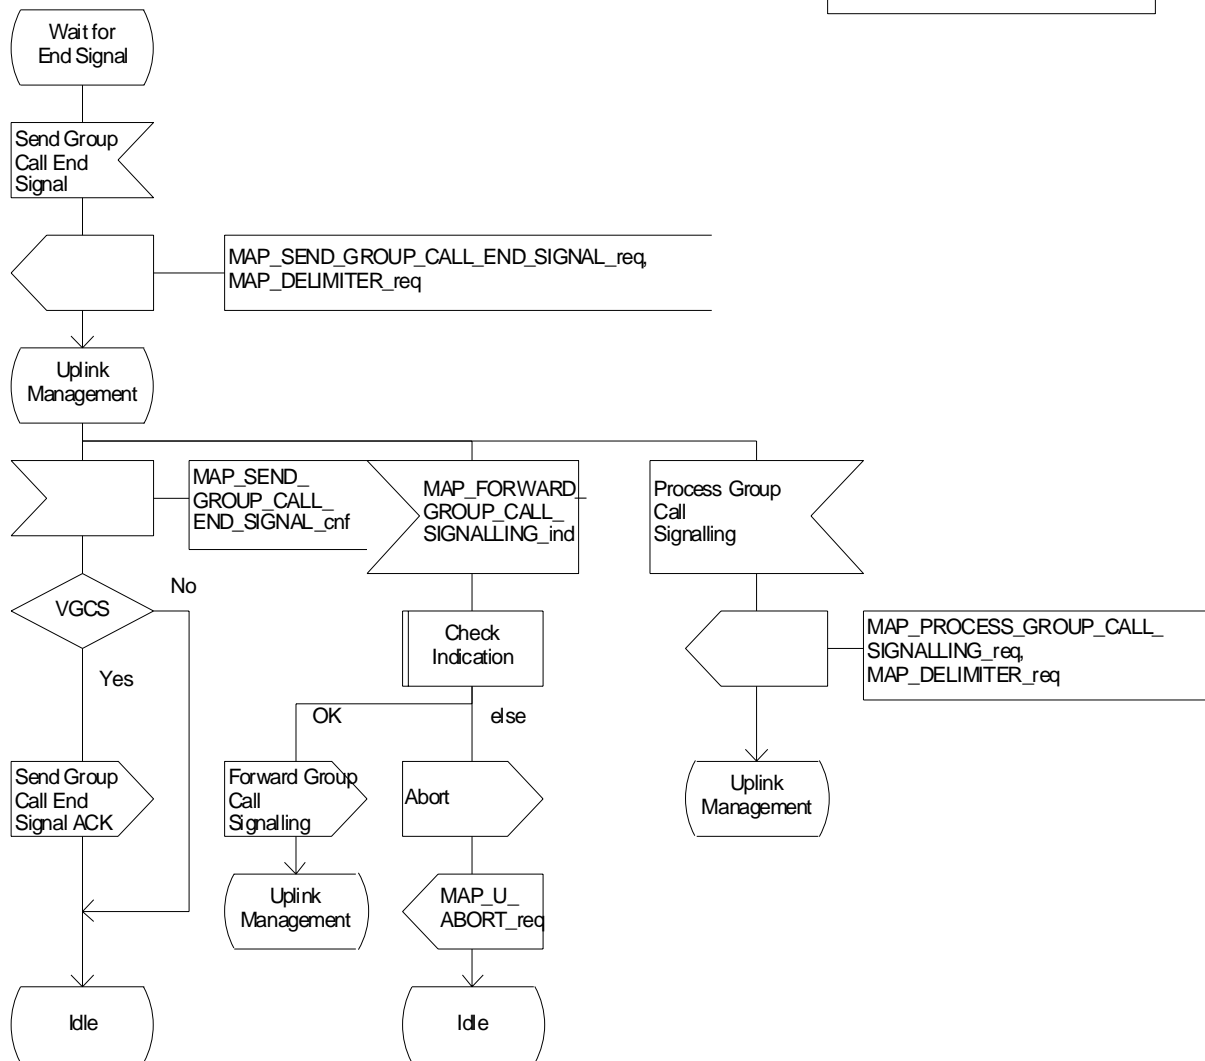 Wait for
End Signal
Send Group
Call End
Signal
MAP_SEND_GROUP_CALL_END_SIGNAL_req,
MAP_DELIMITER_req
Uplink
Management
MAP_SEND_
GROUP_CALL_
END_SIGNAL_cnf
MAP_FORWARD_
GROUP_CALL_
SIGNALLING_ind
Process Group
Call
Signalling
VGCS
No
Yes
Check
Indication
MAP_PROCESS_GROUP_CALL_
SIGNALLING_req,
MAP_DELIMITER_req
OK
else
Send Group
Call End
Signal ACK
Forward Group
Call
Signalling
Abort
Uplink
Management
Uplink
Management
MAP_U_
ABORT_req
Idle
Idle